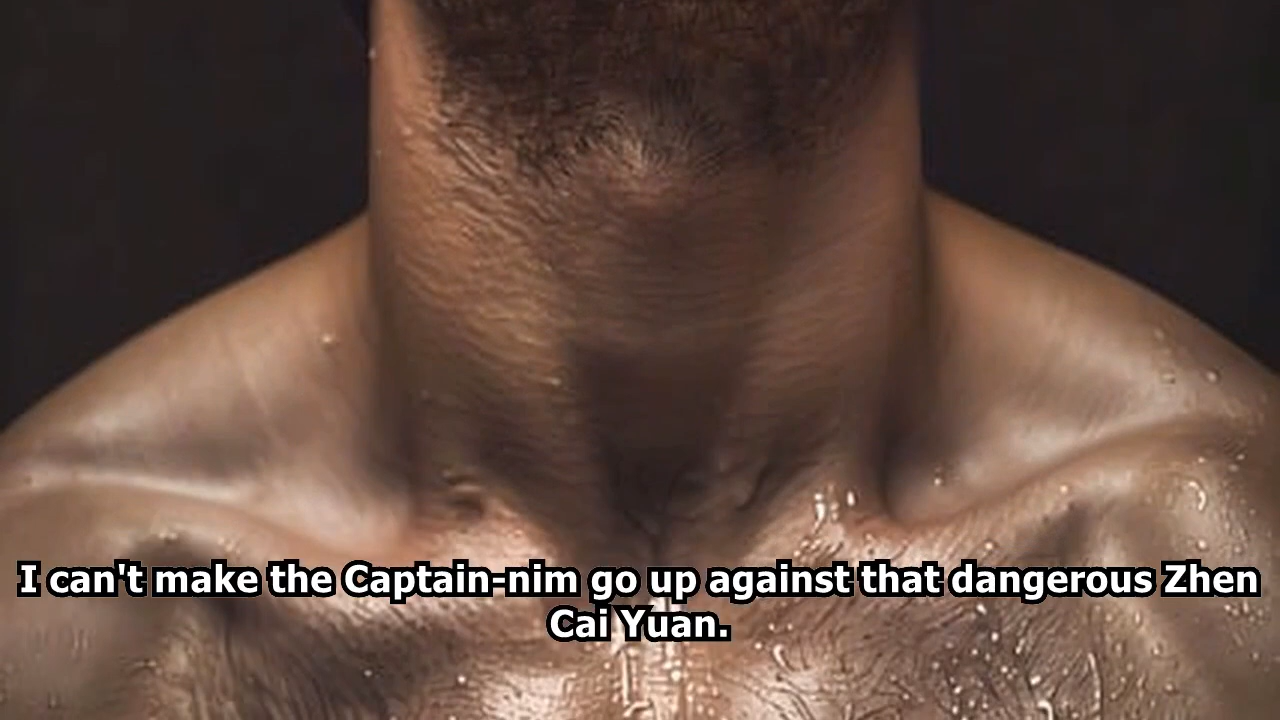 I can't make the Captain-nim go up against that dangerous Zhen
Cai Yuan.